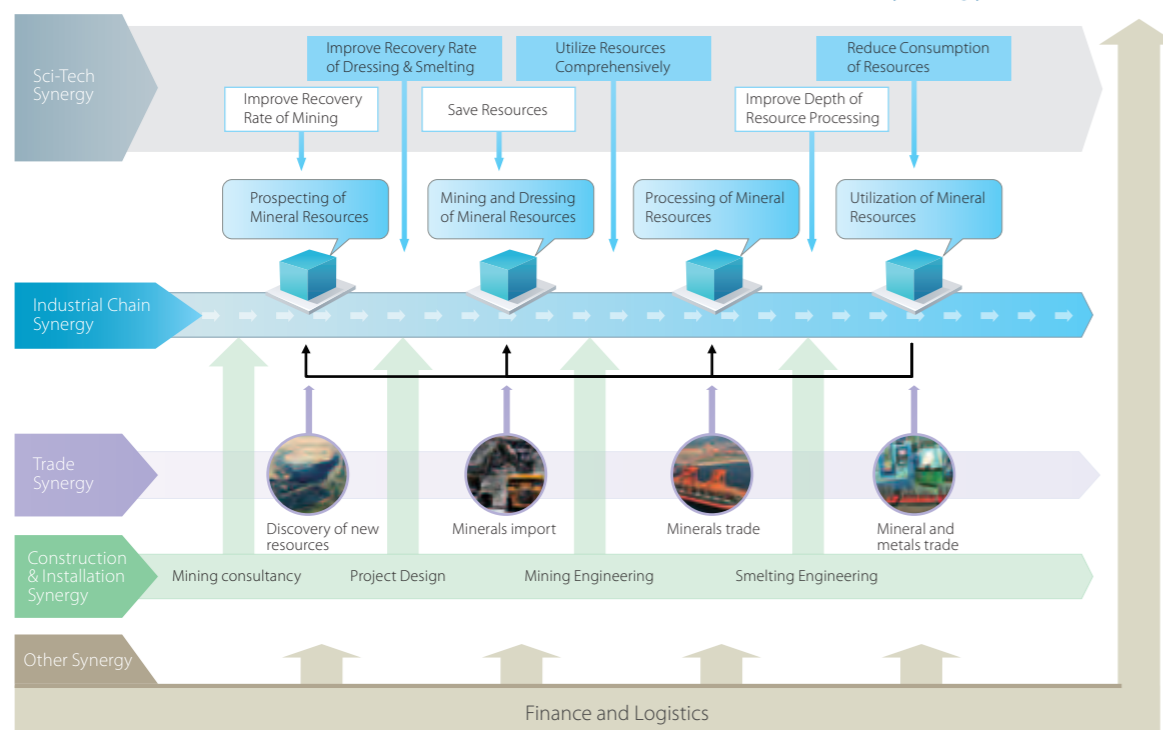 Sci-Tech
Synergy
Improve Recovery Rate
of Dressing & Smelting
Utilize Resources
Comprehensively
Reduce Consumption
of Resources
Improve Recovery
Rate of Mining
Save Resources
Improve Depth of
Resource Processing
Prospecting of
Mineral Resources
Mining and Dressing
of Mineral Resources
Processing of Mineral
Resources
Utilization of Mineral
Resources
Industrial Chain
Synergy
Trade
Synergy
Discovery of new
resources
Minerals import
Minerals trade
Mineral and
metals trade
Construction
& Installation
Synergy
Mining consultancy
Project Design
Mining Engineering
Smelting Engineering
Other Synergy
Finance and Logistics